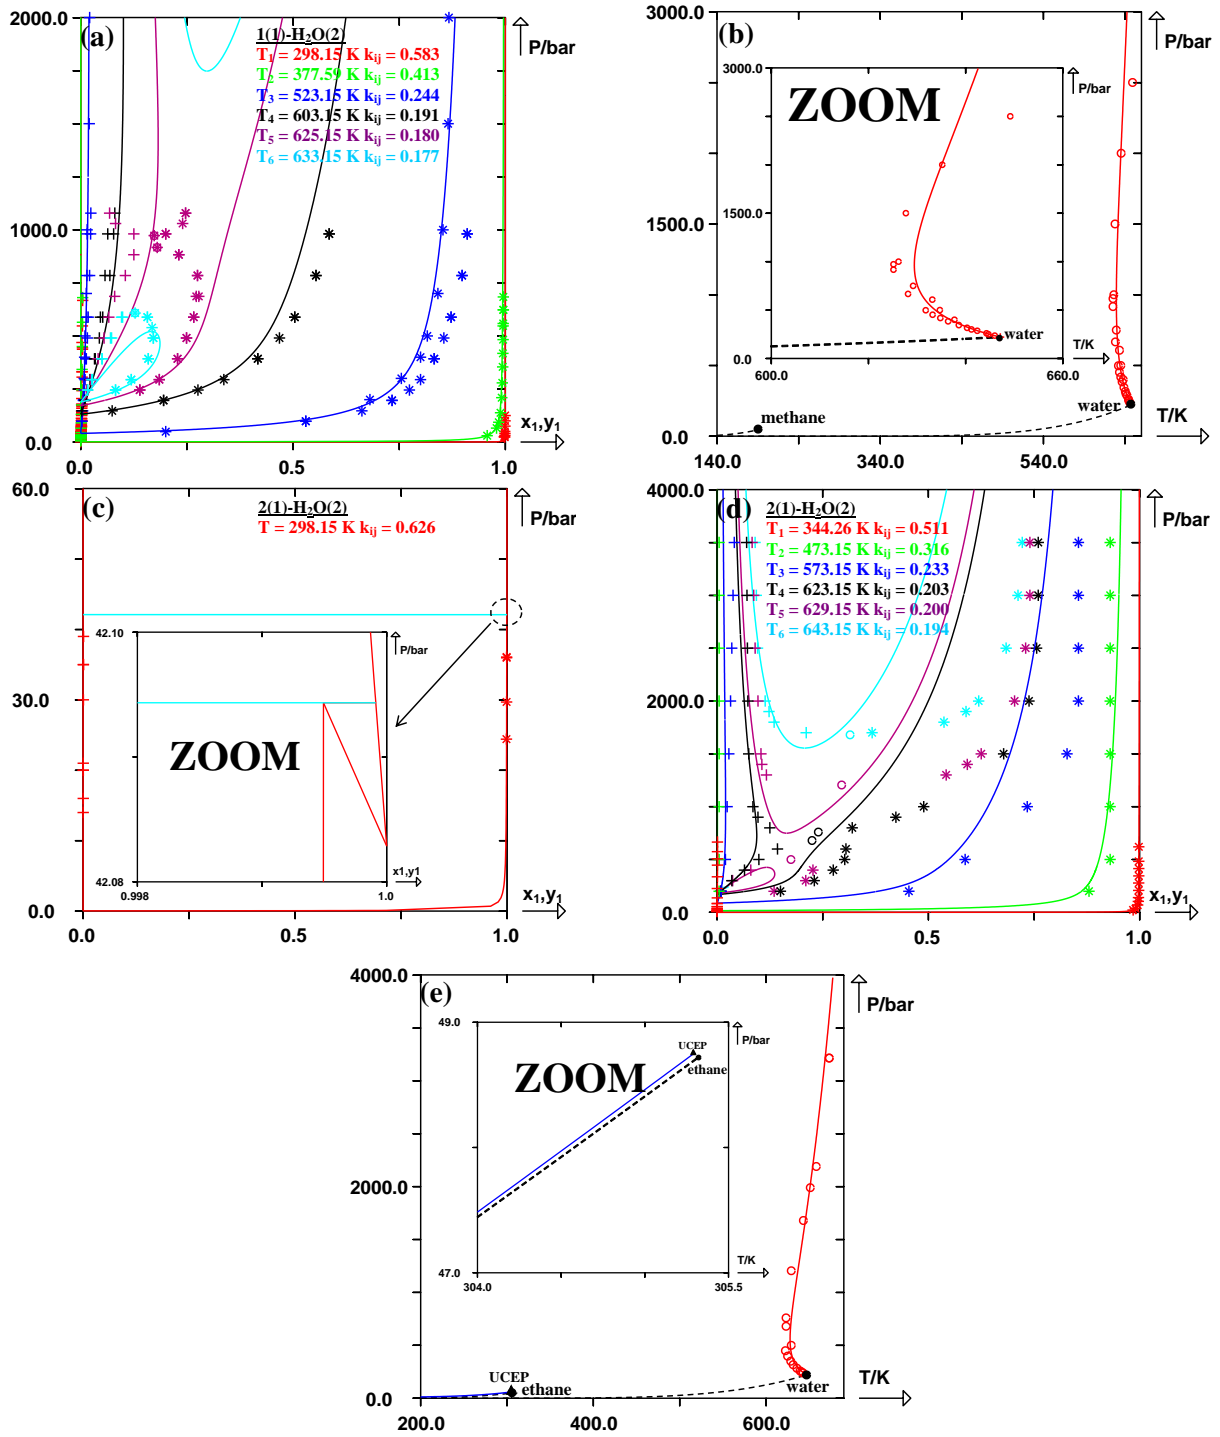 2000.0
(a)
P/bar
1(1)-H2O(2)
T1 = 298.15 K kij = 0.583
T2 = 377.59 K kij = 0.413
T3 = 523.15 K kij = 0.244
T4 = 603.15 K kij = 0.191
T5 = 625.15 K kij = 0.180
T6 = 633.15 K kij = 0.177
1000.0
0.0
x1,y1
0.0
0.5
1.0
3000.0
(b)
P/bar
3000.0
P/bar
ZOOM
1500.0
1500.0
water
0.0
T/K
600.0
660.0
methane
water
T/K
0.0
140.0
340.0
540.0
60.0
(c)
2(1)-H2O(2)
P/bar
T = 298.15 K kij = 0.626
42.10
P/bar
30.0
ZOOM
42.08
x1,y1
0.998
1.0
0.0
x1,y1
0.0
0.5
1.0
4000.0
(d)
2(1)-H2O(2)
P/bar
T1 = 344.26 K kij = 0.511
T2 = 473.15 K kij = 0.316
T3 = 573.15 K kij = 0.233
T4 = 623.15 K kij = 0.203
T5 = 629.15 K kij = 0.200
T6 = 643.15 K kij = 0.194
2000.0
0.0
x1,y1
0.0
0.5
1.0
4000.0
(e)
P/bar
49.0
P/bar
UCEP
ZOOM
ethane
2000.0
47.0
T/K
304.0
305.5
UCEP
ethane
water
T/K
0.0
200.0
400.0
600.0